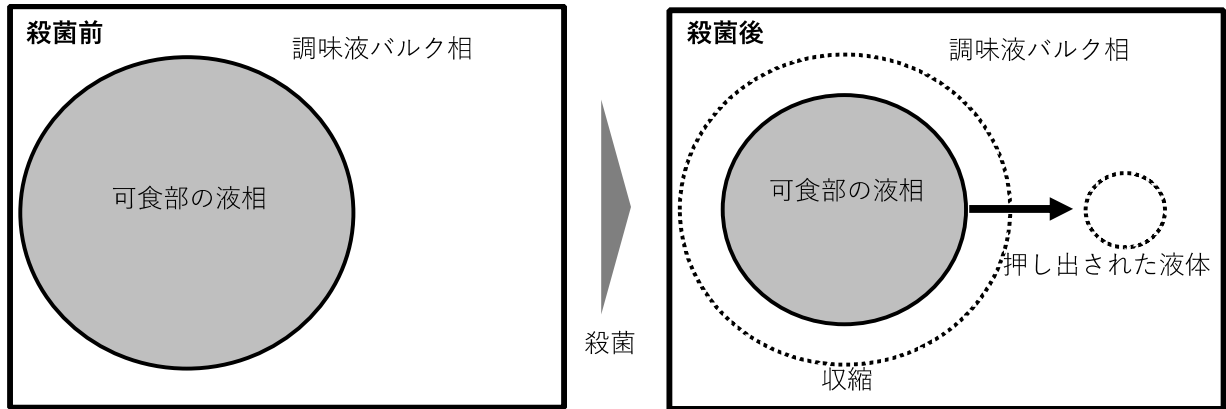 殺菌前
調味液バルク相
可食部の液相
殺菌
殺菌後
調味液バルク相
可食部の液相
押し出された液体
収縮